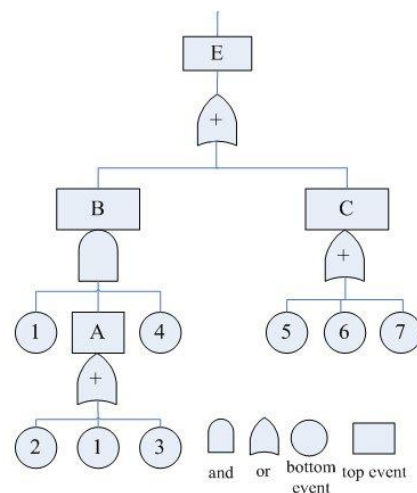 E
+
B C
+
1 A 4 5 6 7
+
2 1 3
and or bottom event top event